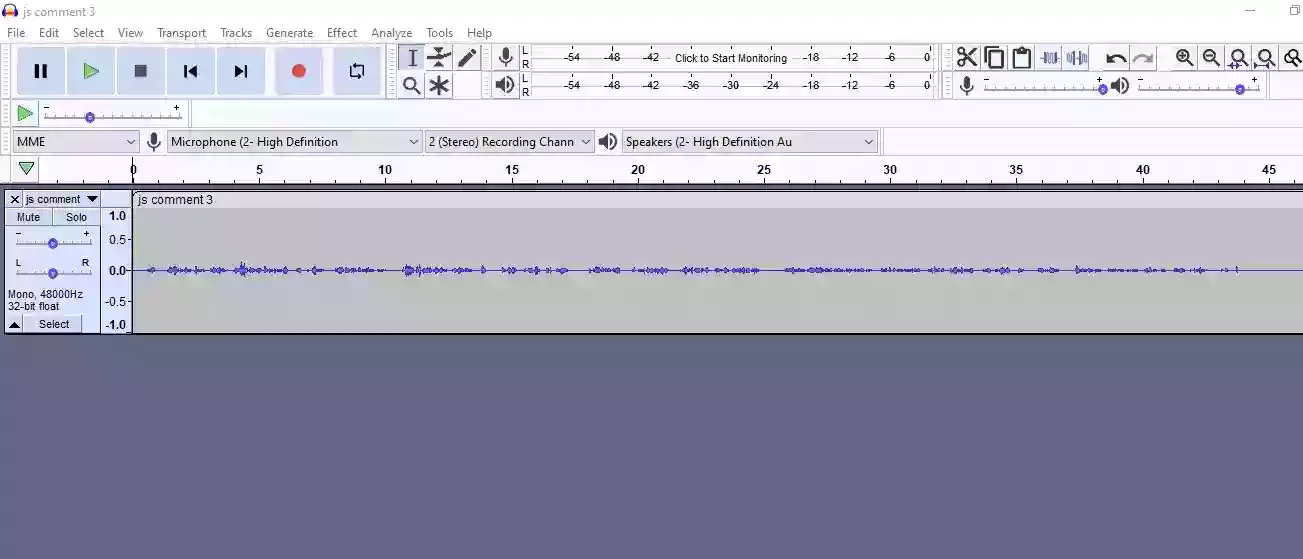 js comment 3
File Edit Select View Transport Tracks Generate Effect Analyze Tools Help
L -54 -48 -42 Click to Start Monitoring -18 -12 -6 0
R
L -54 -48 -42 -36 -30 -24 -18 -12 -6 0
R
- +
- +
- +
MME Microphone (2- High Definition 2 (Stereo) Recording Chann Speakers (2- High Definition Au
0 5 10 15 20 25 30 35 40 45
js comment js comment 3
Mute Solo 1.0
- + 0.5
L R 0.0
Mono, 48000Hz
32-bit float -0.5
Select -1.0